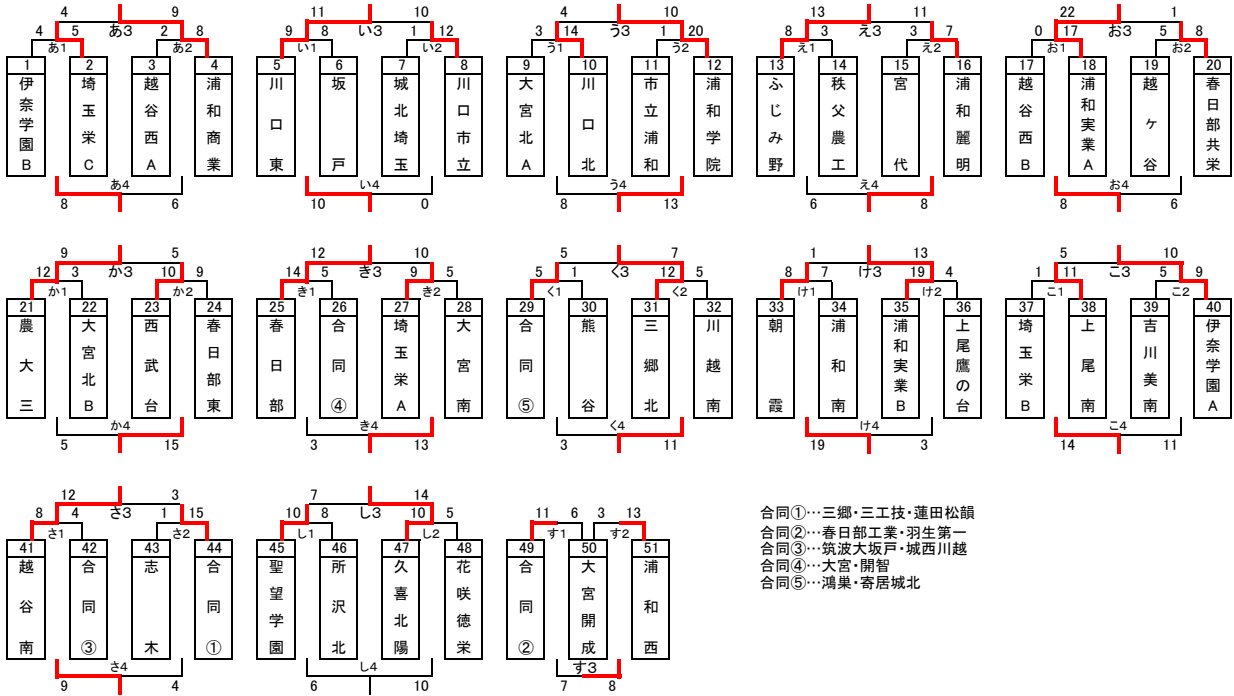 4 9 11 10 4 10 13 11 22 1
あ3 い3 う3 え3 お3
4 5 2 8 9 8 1 12 3 14 1 20 8 3 3 7 0 17 5 8
あ1 あ2 い1 い2 う1 う2 え1 え2 お1 お2
1 2 3 4 5 6 7 8 9 10 11 12 13 14 15 16 17 18 19 20
伊奈学園B 埼玉栄C 越谷西A 浦和商業 川口東 坂戸 城北埼玉 川口市立 大宮北A 川口北 市立浦和 浦和学院 ふじみ野 秩父農工 宮代 浦和麗明 越谷西B 浦和実業A 越ヶ谷 春日部共栄
あ4 い4 う4 え4 お4
8 6 10 0 8 13 6 8 8 6
9 5 12 10 5 7 1 13 5 10
か3 き3 く3 け3 こ3
12 3 10 9 14 5 9 5 5 1 12 5 8 7 19 4 1 11 5 9
か1 か2 き1 き2 く1 く2 け1 け2 こ1 こ2
21 22 23 24 25 26 27 28 29 30 31 32 33 34 35 36 37 38 39 40
農大三 大宮北B 西武台 春日部東 春日部 合同④ 埼玉栄A 大宮南 合同⑤ 熊谷 三郷北 川越南 朝霞 浦和南 浦和実業B 上尾鷹の台 埼玉栄B 上尾南 吉川美南 伊奈学園A
か4 き4 く4 け4 こ4
5 15 3 13 3 11 19 3 14 11
12 3 7 14
さ3 し3
8 4 1 15 10 8 10 5 11 6 3 13
さ1 さ2 し1 し2 す1 す2
41 42 43 44 45 46 47 48 49 50 51
越谷南 合同③ 志木 合同① 聖望学園 所沢北 久喜北陽 花咲徳栄 合同② 大宮開成 浦和西
さ4 し4 す3
9 4 6 10 7 8
合同①…三郷・三工技・蓮田松韻
合同②…春日部工業・羽生第一
合同③…筑波大坂戸・城西川越
合同④…大宮・開智
合同⑤…鴻巣・寄居城北